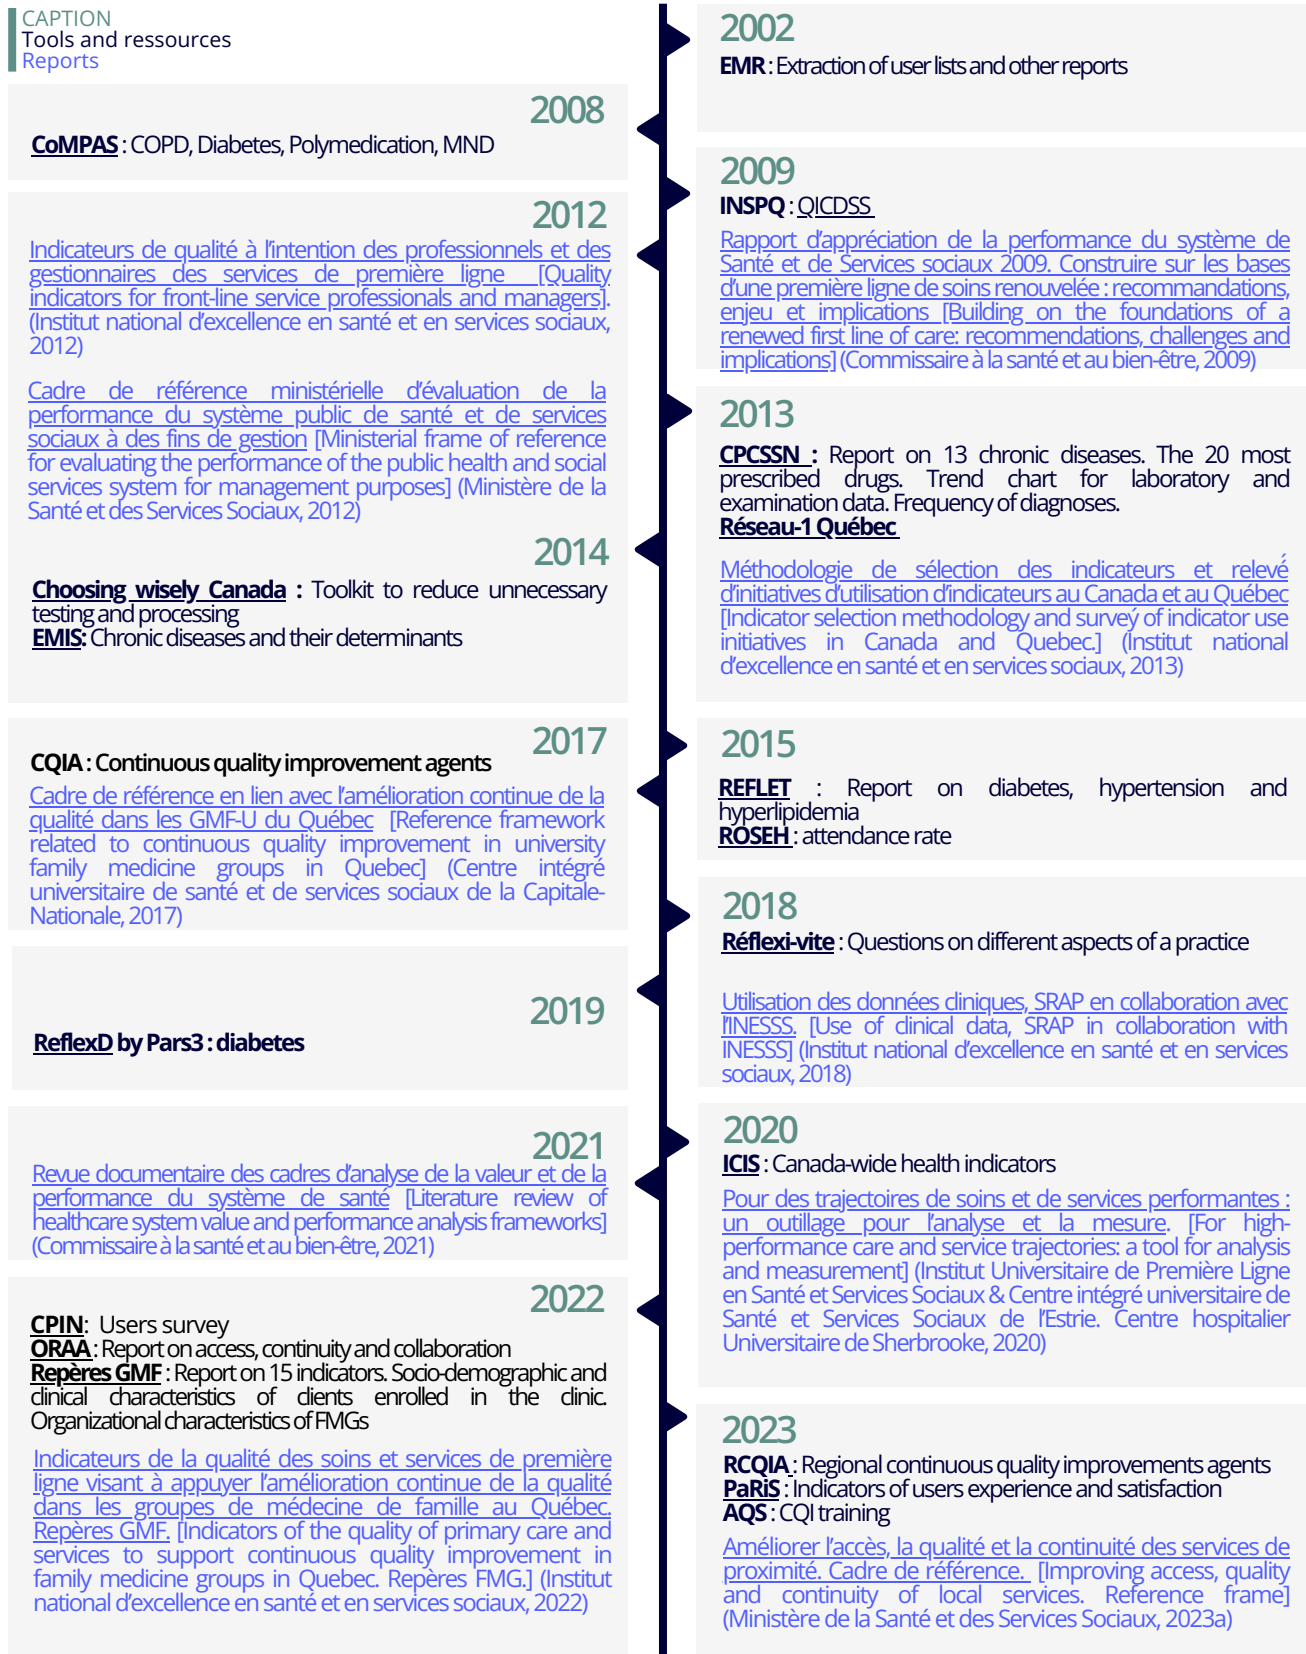 CAPTION
Tools and ressources
Reports
2002
EMR : Extraction of user lists and other reports
2008
CoMPAS : COPD, Diabetes, Polymedication, MND
2009
INSPQ : QICDSS
Rapport d’appréciation de la performance du système de
Santé et de Services sociaux 2009. Construire sur les bases
d’une première ligne de soins renouvelée : recommandations,
enjeu et implications [Building on the foundations of a
renewed first line of care: recommendations, challenges and
implications] (Commissaire à la santé et au bien-être, 2009)
2012
Indicateurs de qualité à l’intention des professionnels et des
gestionnaires des services de première ligne [Quality
indicators for front-line service professionals and managers].
(Institut national d’excellence en santé et en services sociaux,
2012)
Cadre de référence ministérielle d’évaluation de la
performance du système public de santé et de services
sociaux à des fins de gestion [Ministerial frame of reference
for evaluating the performance of the public health and social
services system for management purposes] (Ministère de la
Santé et des Services Sociaux, 2012)
2013
CPCSSN : Report on 13 chronic diseases. The 20 most
prescribed drugs. Trend chart for laboratory and
examination data. Frequency of diagnoses.
Réseau-1 Québec
Méthodologie de sélection des indicateurs et relevé
d’initiatives d’utilisation d’indicateurs au Canada et au Québec
[Indicator selection methodology and surveý of indicator use
initiatives in Canada and Quebec.] (Institut national
d’excellence en santé et en services sociaux, 2013)
2014
Choosing wisely Canada : Toolkit to reduce unnecessary
testing and processing
EMIS: Chronic diseases and their determinants
2015
REFLET : Report on diabetes, hypertension and
hyperlipidemia
ROSEH : attendance rate
2017
CQIA : Continuous quality improvement agents
Cadre de référence en lien avec l’amélioration continue de la
qualité dans les GMF-U du Québec [Reference framework
related to continuous quality improvement in university
family medicine groups in Quebec] (Centre intégré
universitaire de santé et de services sociaux de la Capitale-
Nationale, 2017)
2018
Réflexi-vite : Questions on different aspects of a practice
Utilisation des données cliniques, SRAP en collaboration avec
l’INESSS. [Use of clinical data, SRAP in collaboration with
INESSS] (Institut national d’excellence en santé et en services
sociaux, 2018)
2019
ReflexD by Pars3 : diabetes
2020
ICIS : Canada-wide health indicators
Pour des trajectoires de soins et de services performantes :
un outillage pour l’analyse et la mesure. [For high-
performance care and service trajectories: a tool for analysis
and measurement] (Institut Universitaire de Première Ligne
en Santé et Services Sociaux & Centre intégré universitaire de
Santé et Services Sociaux de l’Estrie. Centre hospitalier
Universitaire de Sherbrooke, 2020)
2021
Revue documentaire des cadres d’analyse de la valeur et de la
performance du système de santé [Literature review of
healthcare system value and performance analysis frameworks]
(Commissaire à la santé et au bien-être, 2021)
2022
CPIN: Users survey
ORAA : Report on access, continuity and collaboration
Repères GMF : Report on 15 indicators. Socio-demographic and
clinical characteristics of clients enrolled in the clinic.
Organizational characteristics of FMGs
Indicateurs de la qualité des soins et services de première
ligne visant à appuyer l’amélioration continue de la qualité
dans les groupes de médecine de famille au Québec.
Repères GMF. [Indicators of the quality of primary care and
services to support continuous quality improvement in
family medicine groups in Quebec. Repères FMG.] (Institut
national d’excellence en santé et en services sociaux, 2022)
2023
RCQIA : Regional continuous quality improvements agents
PaRiS : Indicators of users experience and satisfaction
AQS : CQI training
Améliorer l’accès, la qualité et la continuité des services de
proximité. Cadre de référence. [Improving access, quality
and continuity of local services. Reference frame]
(Ministère de la Santé et des Services Sociaux, 2023a)